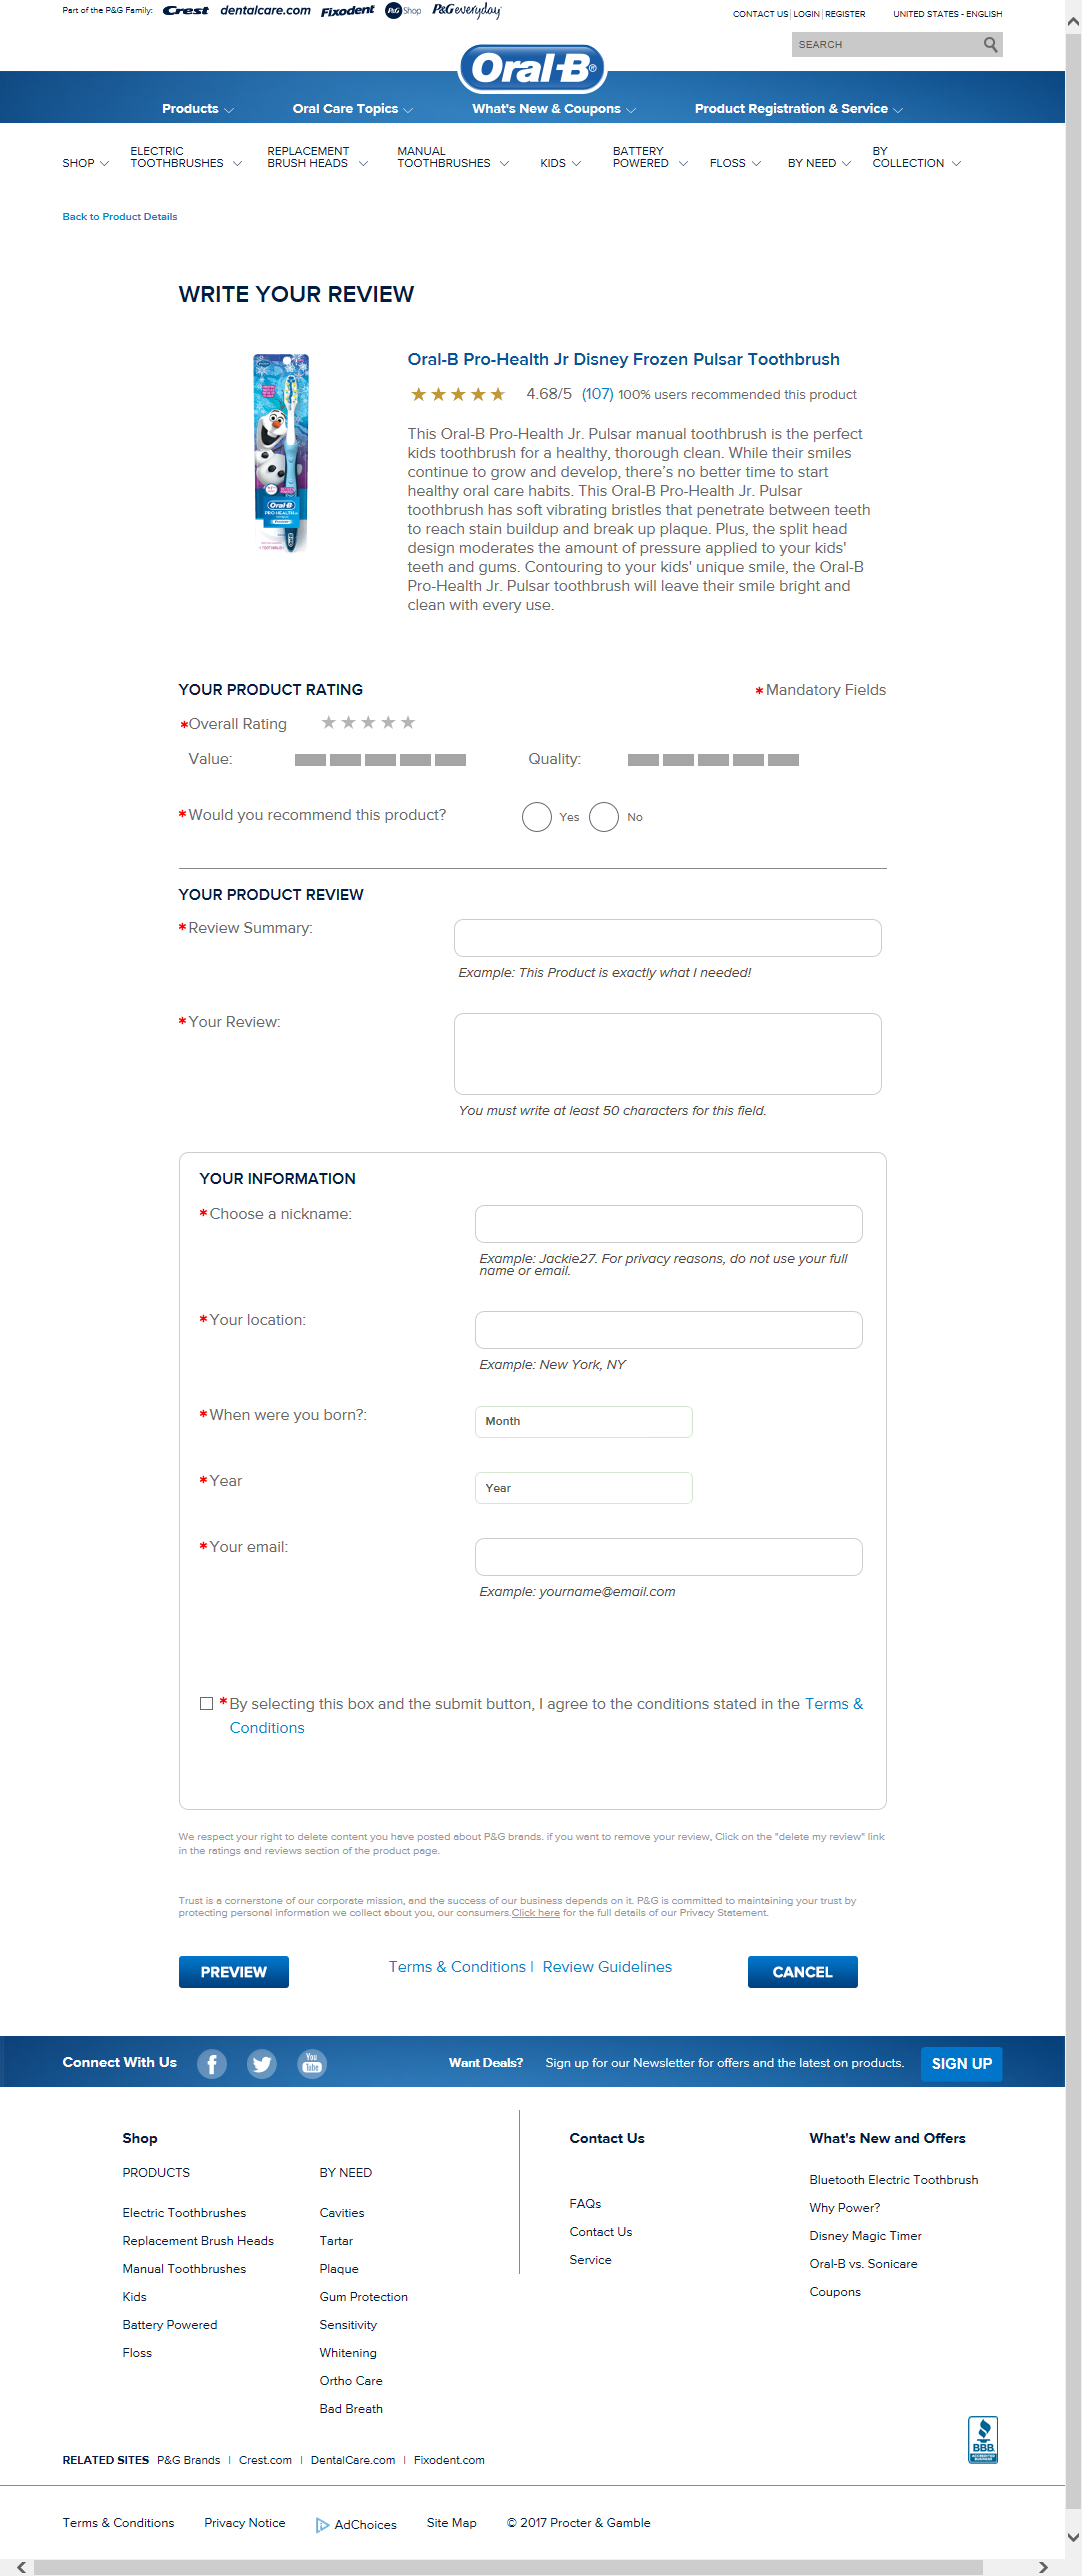 Part of the P&G Family: Crest dentalcare.com Fixodent P&G Shop P&G everyday
CONTACT US | LOGIN | REGISTER UNITED STATES - ENGLISH
SEARCH
Oral-B®
Products Oral Care Topics What's New & Coupons Product Registration & Service
SHOP ELECTRIC TOOTHBRUSHES REPLACEMENT BRUSH HEADS MANUAL TOOTHBRUSHES KIDS BATTERY POWERED FLOSS BY NEED BY COLLECTION
Back to Product Details
WRITE YOUR REVIEW
Oral-B
PRO-HEALTH
Oral-B Pro-Health Jr Disney Frozen Pulsar Toothbrush
4.68/5 (107) 100% users recommended this product
This Oral-B Pro-Health Jr. Pulsar manual toothbrush is the perfect
kids toothbrush for a healthy, thorough clean. While their smiles
continue to grow and develop, there's no better time to start
healthy oral care habits. This Oral-B Pro-Health Jr. Pulsar
toothbrush has soft vibrating bristles that penetrate between teeth
to reach stain buildup and break up plaque. Plus, the split head
design moderates the amount of pressure applied to your kids'
teeth and gums. Contouring to your kids' unique smile, the Oral-B
Pro-Health Jr. Pulsar toothbrush will leave their smile bright and
clean with every use.
YOUR PRODUCT RATING
*Mandatory Fields
*Overall Rating
Value: Quality:
*Would you recommend this product? Yes No
YOUR PRODUCT REVIEW
*Review Summary:
Example: This Product is exactly what I needed!
*Your Review:
You must write at least 50 characters for this field.
YOUR INFORMATION
*Choose a nickname:
Example: Jackie27. For privacy reasons, do not use your full
name or email.
*Your location:
Example: New York, NY
*When were you born?: Month
*Year Year
*Your email:
Example: yourname@email.com
*By selecting this box and the submit button, I agree to the conditions stated in the Terms &
Conditions
We respect your right to delete content you have posted about P&G brands. if you want to remove your review, Click on the "delete my review" link
in the ratings and reviews section of the product page.
Trust is a cornerstone of our corporate mission, and the success of our business depends on it. P&G is committed to maintaining your trust by
protecting personal information we collect about you, our consumers.Click here for the full details of our Privacy Statement.
PREVIEW Terms & Conditions | Review Guidelines CANCEL
Connect With Us f You Tube Want Deals? Sign up for our Newsletter for offers and the latest on products. SIGN UP
Shop
PRODUCTS
Electric Toothbrushes
Replacement Brush Heads
Manual Toothbrushes
Kids
Battery Powered
Floss
BY NEED
Cavities
Tartar
Plaque
Gum Protection
Sensitivity
Whitening
Ortho Care
Bad Breath
Contact Us
FAQs
Contact Us
Service
What's New and Offers
Bluetooth Electric Toothbrush
Why Power?
Disney Magic Timer
Oral-B vs. Sonicare
Coupons
BBB
ACCREDITED
BUSINESS
RELATED SITES P&G Brands | Crest.com | DentalCare.com | Fixodent.com
Terms & Conditions Privacy Notice AdChoices Site Map © 2017 Procter & Gamble